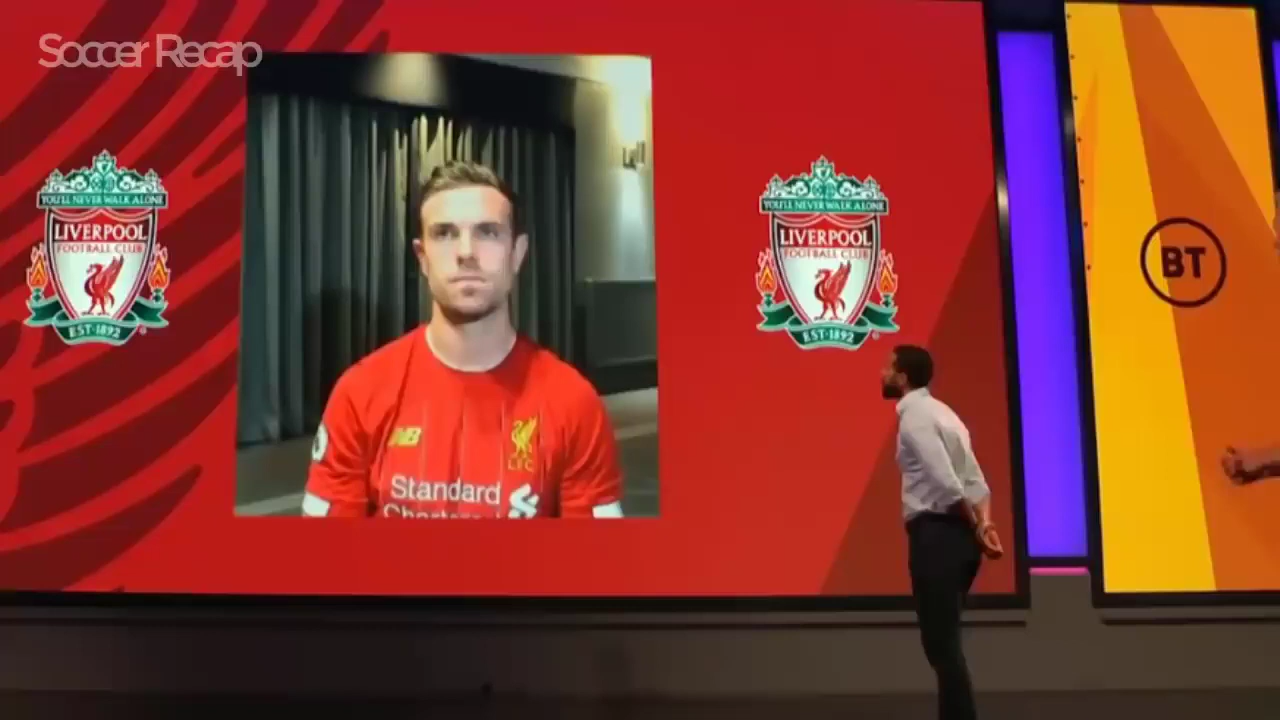 Soccer Recap
YOU'LL NEVER WALK ALONE
LIVERPOOL
FOOTBALL CLUB
EST·1892
YOU'LL NEVER WALK ALONE
LIVERPOOL
FOOTBALL CLUB
EST·1892
BT
NB
LFC
Standard
Chartered